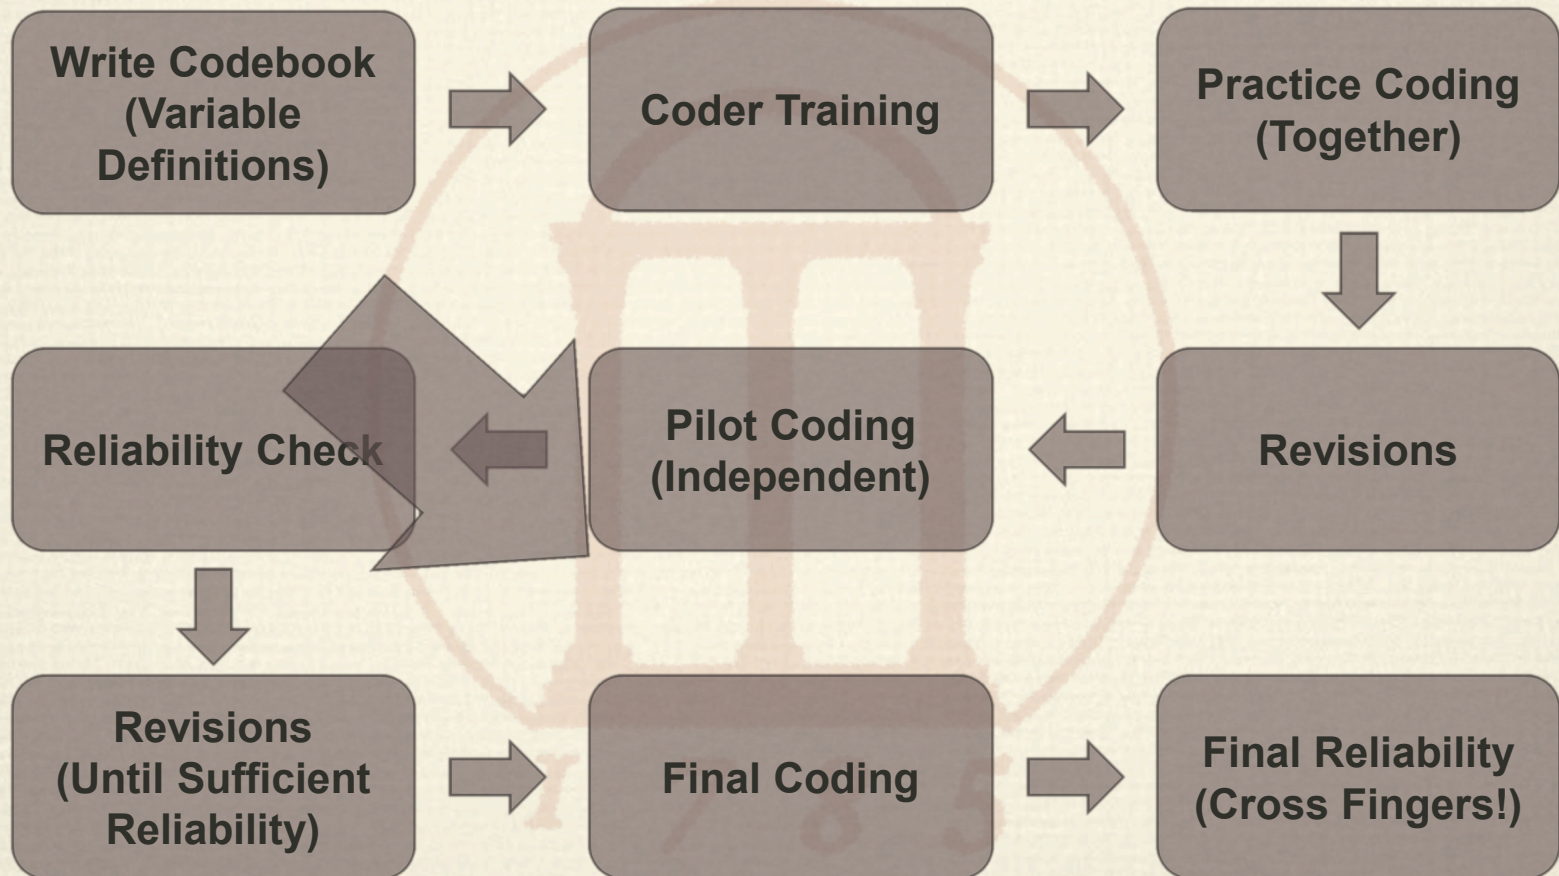 Write Codebook
(Variable
Definitions)
Coder Training
Practice Coding
(Together)
Revisions
Pilot Coding
(Independent)
Reliability Check
Revisions
(Until Sufficient
Reliability)
Final Coding
Final Reliability
(Cross Fingers!)
1785